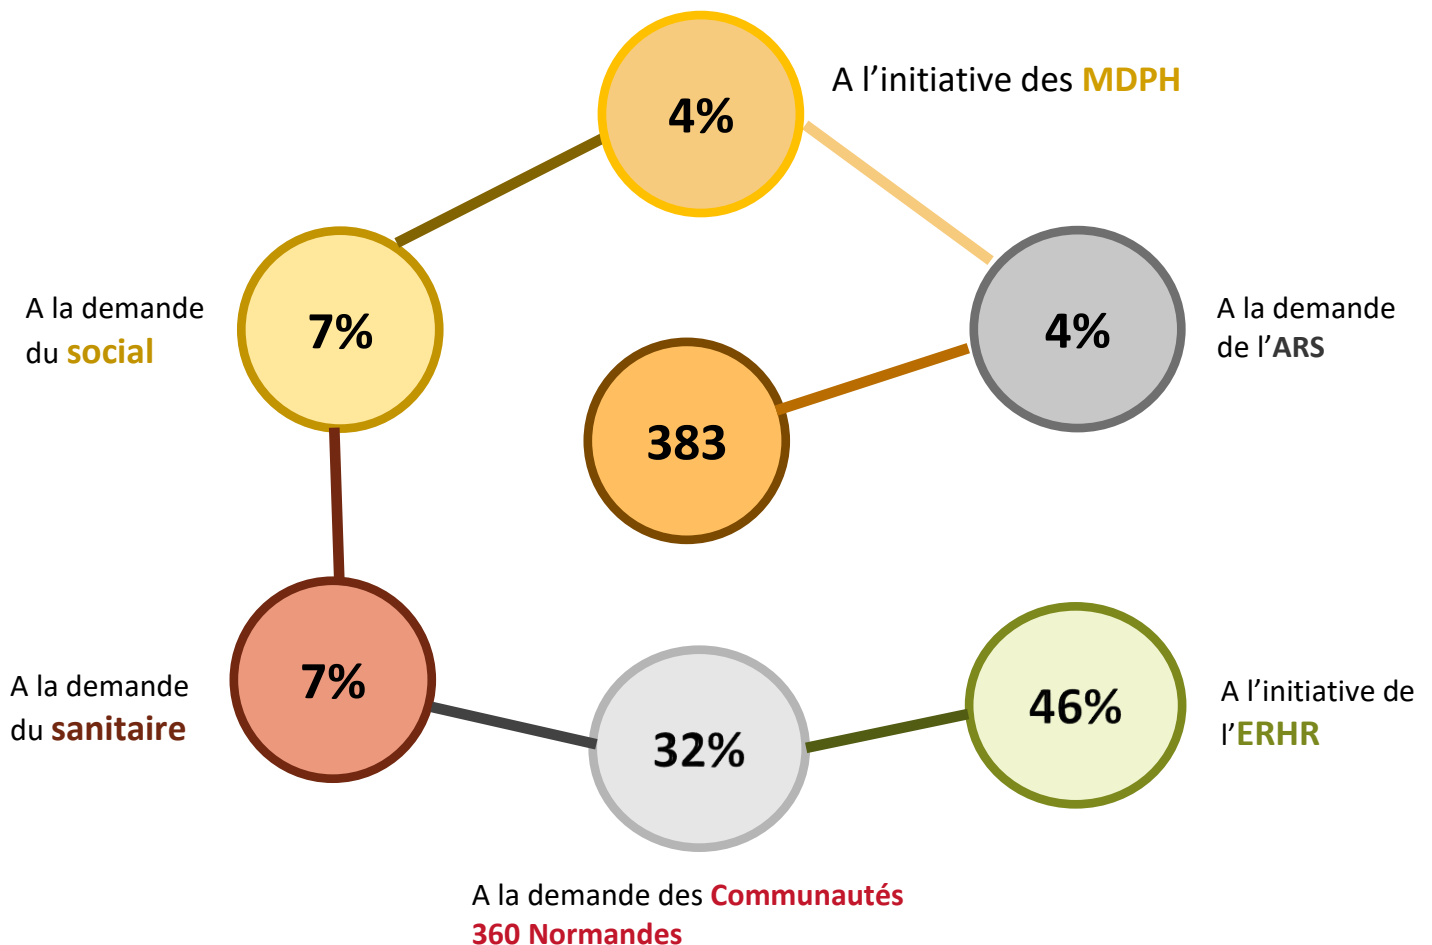 4%
A l’initiative des MDPH
A la demande
du social
7%
4%
A la demande
de l’ARS
383
A la demande
du sanitaire
7%
32%
46%
A l’initiative de
l’ERHR
A la demande des Communautés
360 Normandes